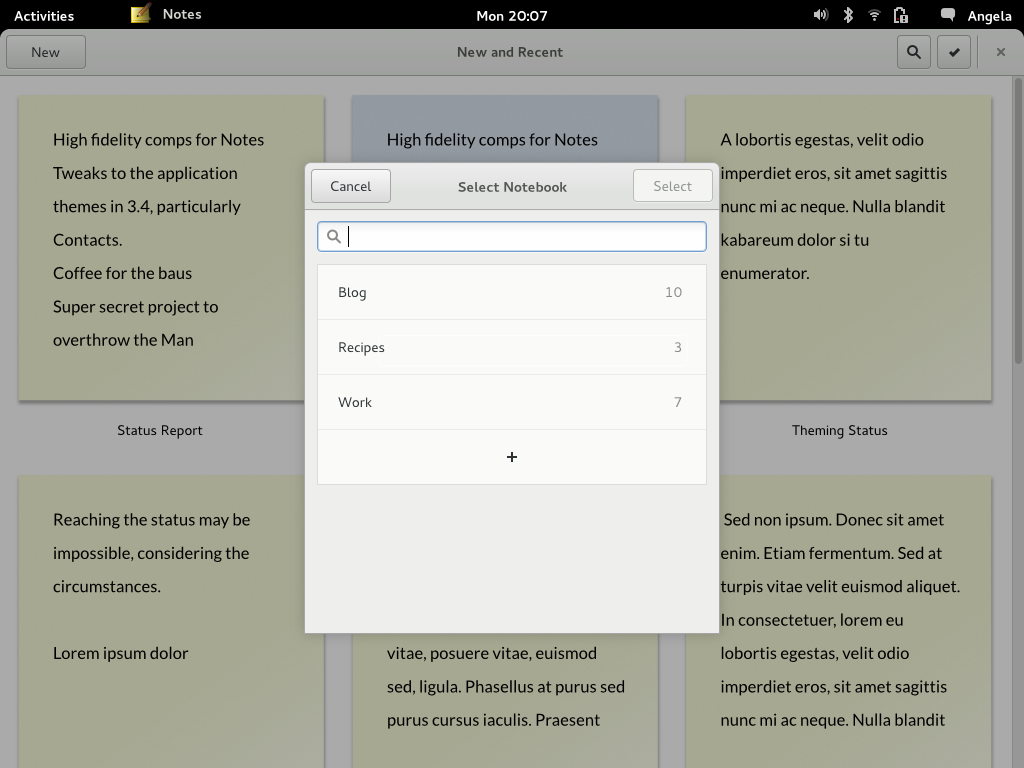 Activities
Notes
Mon 20:07
Angela
New
New and Recent
High fidelity comps for Notes
Tweaks to the application
themes in 3.4, particularly
Contacts.
Coffee for the baus
Super secret project to
overthrow the Man
Status Report
High fidelity comps for Notes
A lobortis egestas, velit odio
imperdiet eros, sit amet sagittis
nunc mi ac neque. Nulla blandit
kabareum dolor si tu
enumerator.
Theming Status
Cancel
Select Notebook
Select
Blog
10
Recipes
3
Work
7
+
Reaching the status may be
impossible, considering the
circumstances.
Lorem ipsum dolor
vitae, posuere vitae, euismod
sed, ligula. Phasellus at purus sed
purus cursus iaculis. Praesent
Sed non ipsum. Donec sit amet
enim. Etiam fermentum. Sed at
turpis vitae velit euismod aliquet.
In consectetuer, lorem eu
lobortis egestas, velit odio
imperdiet eros, sit amet sagittis
nunc mi ac neque. Nulla blandit